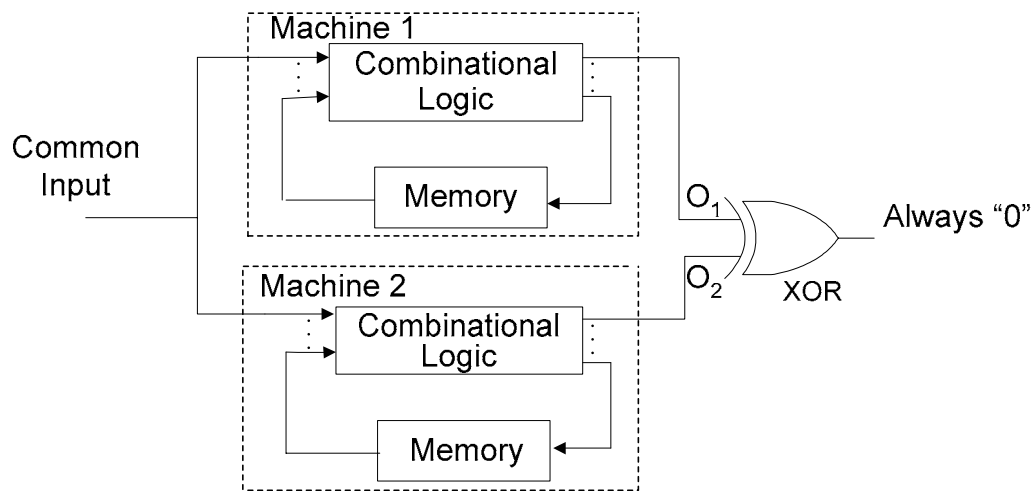 Machine 1
Combinational
Logic
Memory
Common
Input
O₁
Always “0”
O₂
XOR
Machine 2
Combinational
Logic
Memory